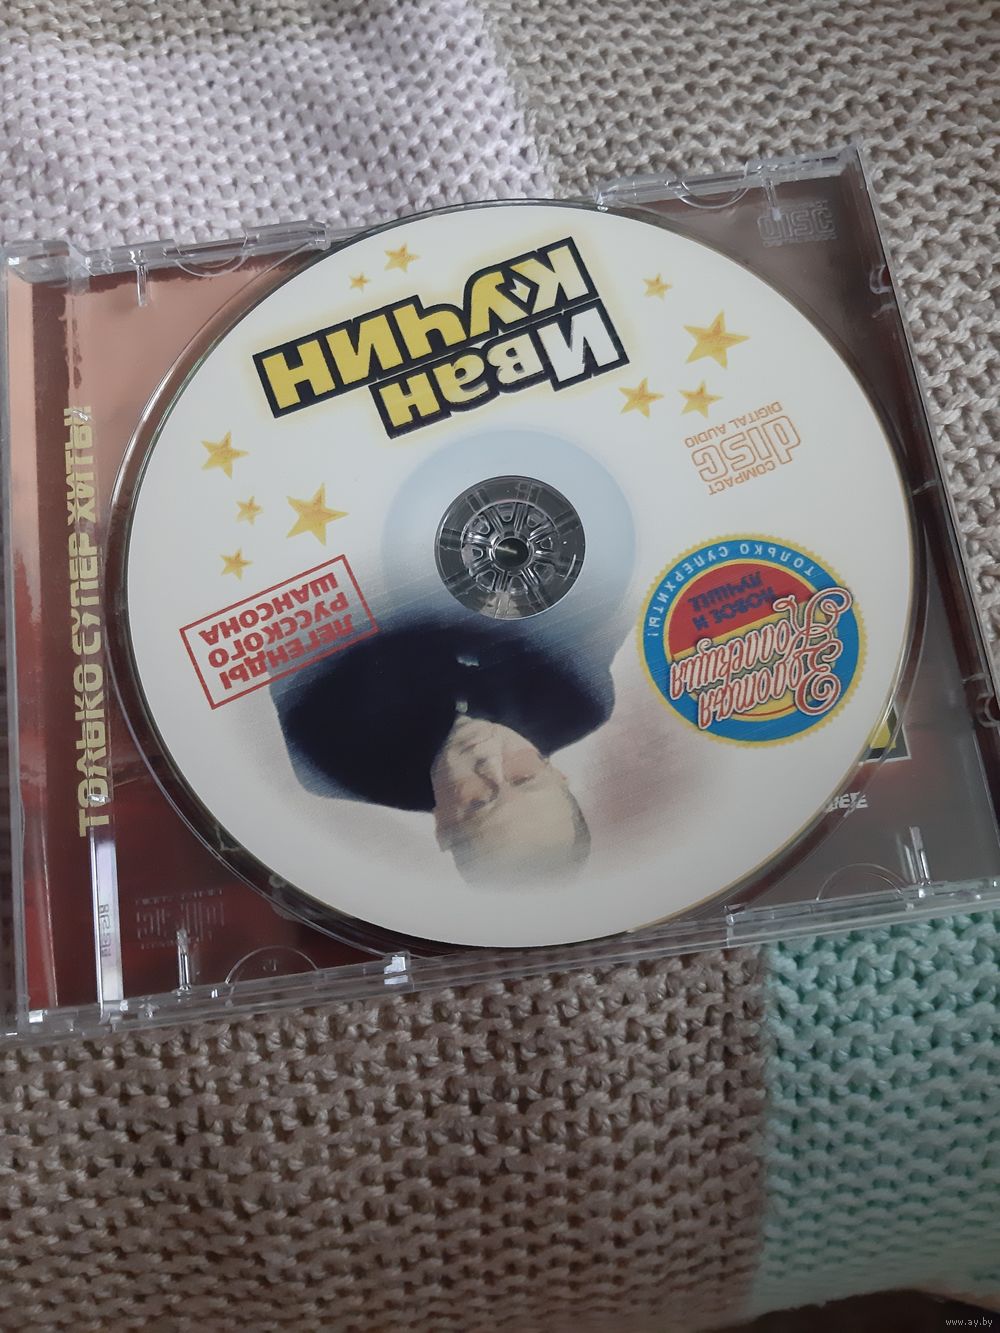 Иван
Кучин
COMPACT
disc
DIGITAL AUDIO
ТОЛЬКО СУПЕРХИТЫ!
Золотая
Коллекция
НОВОЕ И
ЛУЧШЕЕ
ЛЕГЕНДЫ
РУССКОГО
ШАНСОНА
ТОЛЬКО СУПЕР ХИТЫ!
disc
www.ay.by